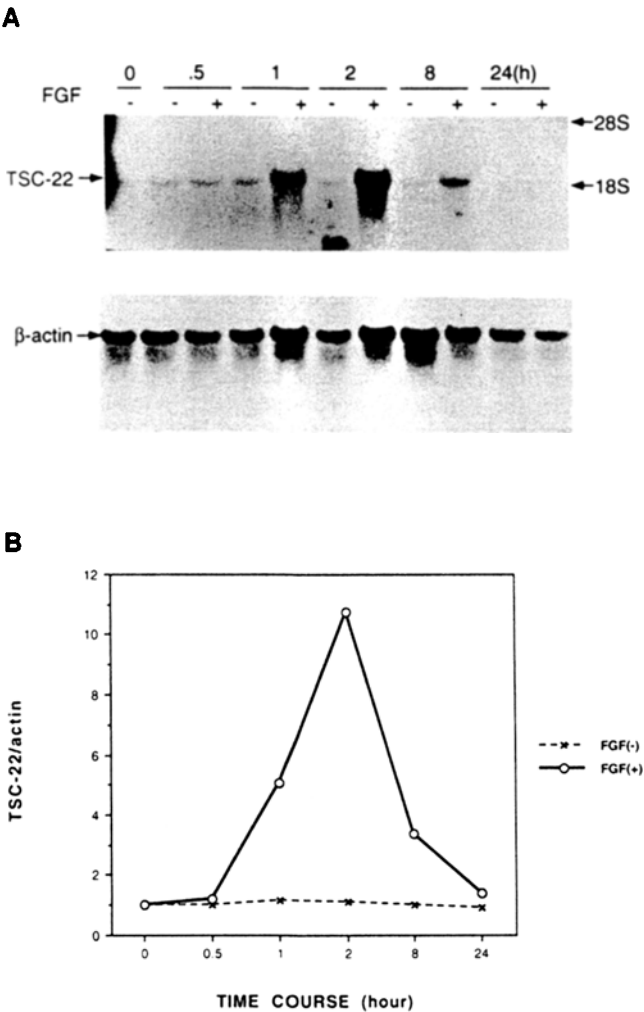 A
0 .5 1 2 8 24(h)
FGF - - + - + - + - + - +
28S
TSC-22
18S
β-actin
B
12
10
8
6
4
2
0
TSC-22/actin
FGF(-)
FGF(+)
0 0.5 1 2 8 24
TIME COURSE (hour)